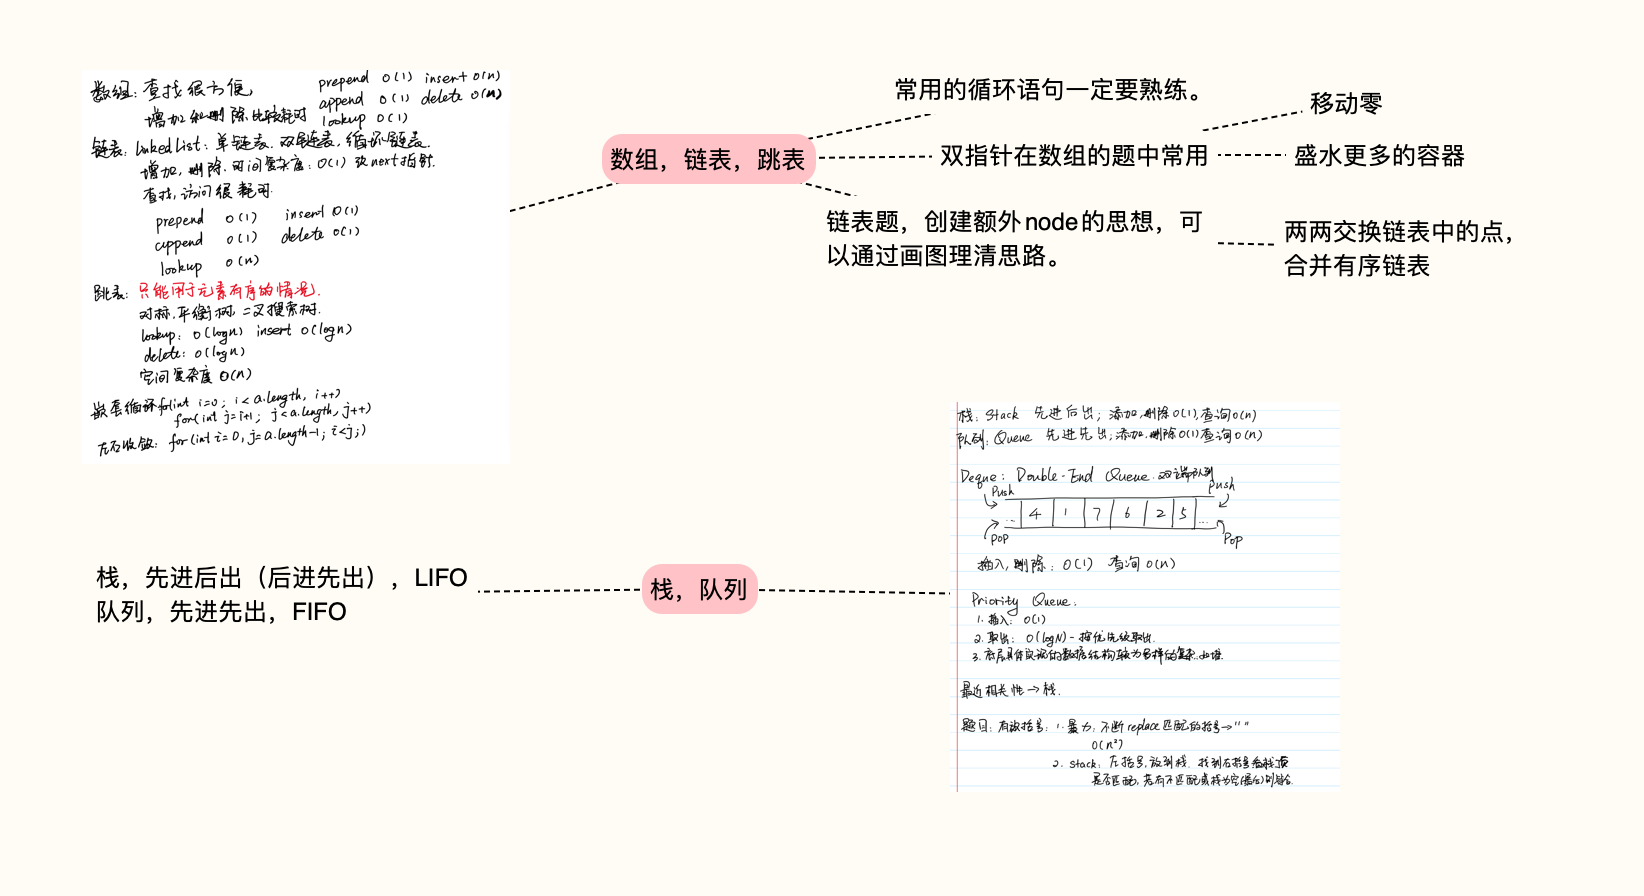 数组：查找很方便，
增加和删除比较耗时
prepend O(1) insert O(n)
append O(1) delete O(n)
lookup O(1)
链表：linked List：单链表，双链表，循环链表.
增加，删除，时间复杂度：O(1) 改next指针.
查找，访问很耗时.
prepend O(1) insert O(1)
append O(1) delete O(1)
lookup O(n)
跳表：只能用于元素有序的情况.
对标，平衡树，二叉搜索树.
lookup：O(logn) insert O(logn)
delete：O(logn)
空间复杂度 O(n)
嵌套循环 for(int i=0; i<a.length, i++)
for(int j=i+1; j<a.length, j++)
左右收敛：for(int i=0, j=a.length-1; i<j;)
数组，链表，跳表
常用的循环语句一定要熟练。
双指针在数组的题中常用
移动零
盛水更多的容器
链表题，创建额外node的思想，可
以通过画图理清思路。
两两交换链表中的点，
合并有序链表
栈，先进后出（后进先出），LIFO
队列，先进先出，FIFO
栈，队列
栈：Stack 先进后出；添加，删除O(1)，查询O(n)
队列：Queue 先进先出；添加，删除O(1)查询O(n)
Deque：Double-End Queue. 双端队列
Push Push
... 4 1 7 6 2 5 ...
Pop Pop
插入，删除：O(1) 查询O(n)
Priority Queue.
1. 插入：O(1)
2. 取出：O(logN) - 按优先级取出.
3. 底层具体实现的数据结构较为多样和复杂..如堆.
最近相关性→栈.
题目：有效括号：1. 暴力：不断replace匹配的括号→""
O(n²)
2. stack：左括号，放到栈. 找到右括号看栈顶
是否匹配，若有不匹配或栈为空